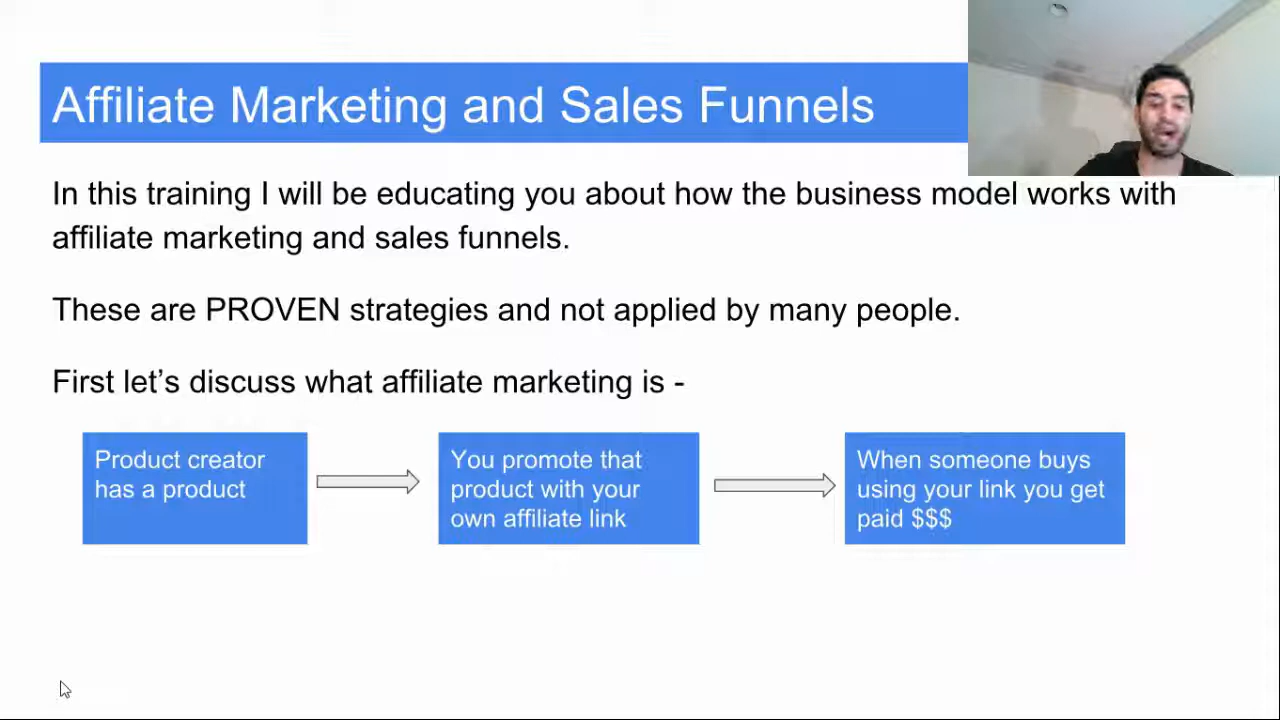 Affiliate Marketing and Sales Funnels
In this training I will be educating you about how the business model works with
affiliate marketing and sales funnels.
These are PROVEN strategies and not applied by many people.
First let’s discuss what affiliate marketing is -
Product creator
has a product
You promote that
product with your
own affiliate link
When someone buys
using your link you get
paid $$$